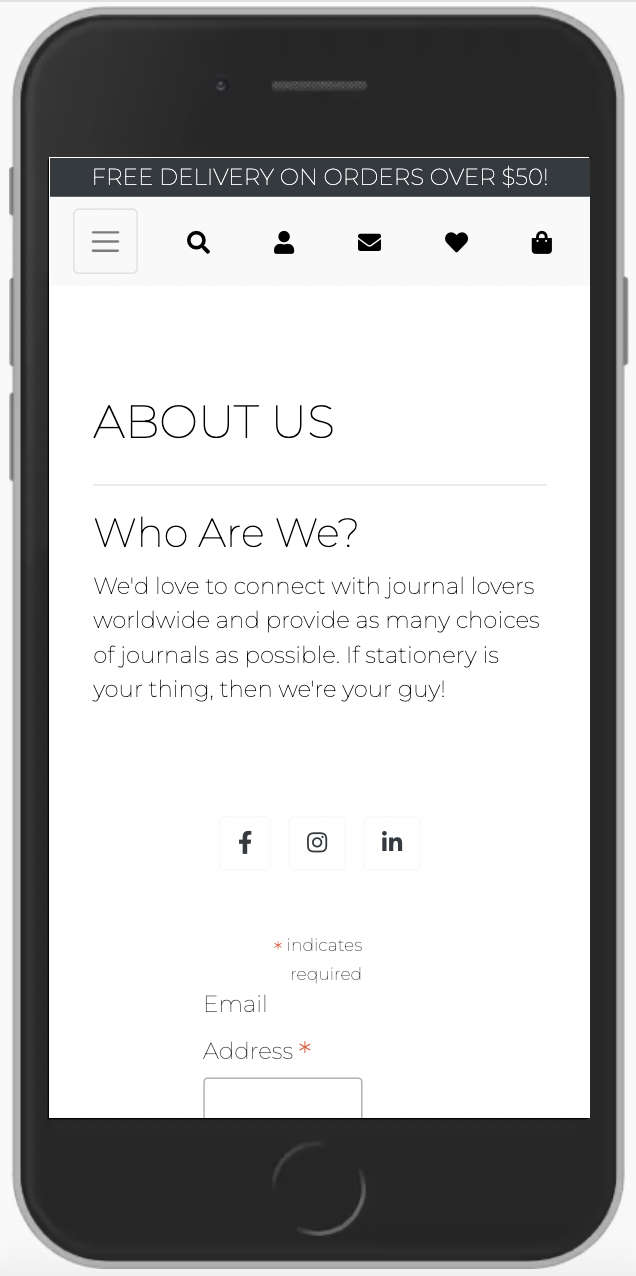 FREE DELIVERY ON ORDERS OVER $50!
ABOUT US
Who Are We?
We'd love to connect with journal lovers
worldwide and provide as many choices
of journals as possible. If stationery is
your thing, then we're your guy!
* indicates
required
Email
Address *